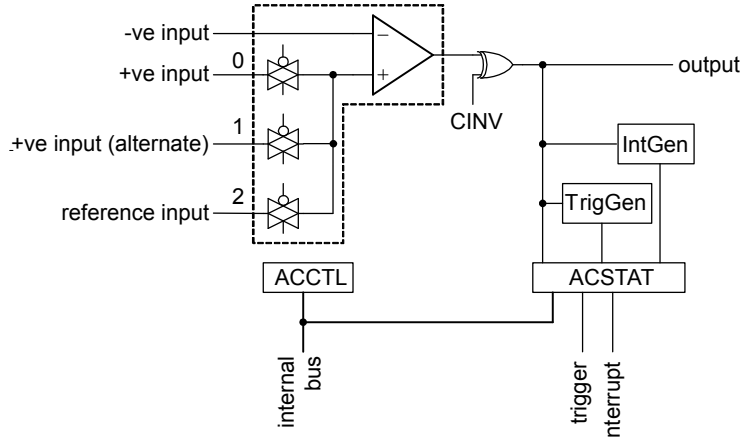 -ve input
−
+ve input
0
+
output
CINV
+ve input (alternate)
1
IntGen
reference input
2
TrigGen
ACCTL
ACSTAT
internal
bus
trigger
nterrupt